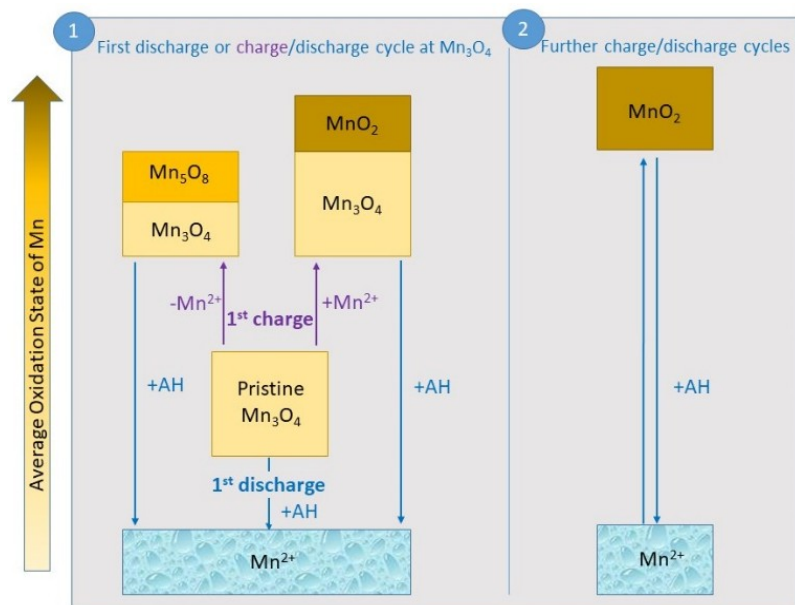 1
First discharge or charge/discharge cycle at Mn₃O₄
2
Further charge/discharge cycles
Average Oxidation State of Mn
MnO₂
Mn₅O₈
Mn₃O₄
Mn₃O₄
-Mn²⁺
+Mn²⁺
1ˢᵗ charge
+AH
Pristine
Mn₃O₄
+AH
1ˢᵗ discharge
+AH
Mn²⁺
MnO₂
+AH
Mn²⁺